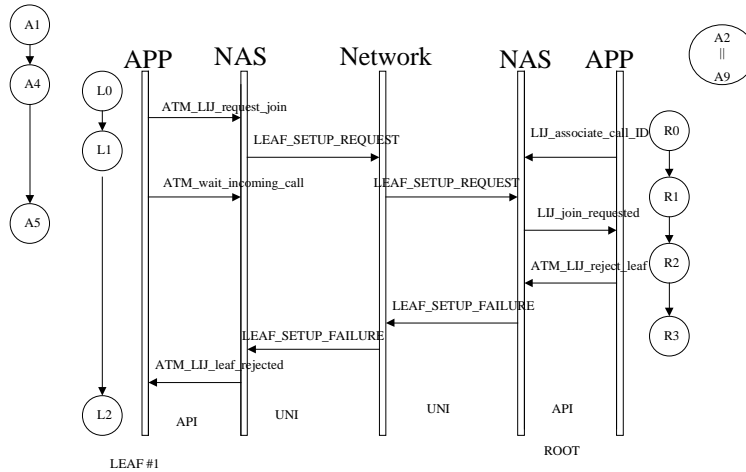 A1
A2
||
A9
APP
NAS
Network
NAS
APP
A4
L0
ATM_LIJ_request_join
R0
LIJ_associate_call_ID
L1
LEAF_SETUP_REQUEST
ATM_wait_incoming_call
LEAF_SETUP_REQUEST
R1
A5
LIJ_join_requested
R2
ATM_LIJ_reject_leaf
LEAF_SETUP_FAILURE
R3
LEAF_SETUP_FAILURE
ATM_LIJ_leaf_rejected
L2
API
UNI
UNI
API
ROOT
LEAF #1